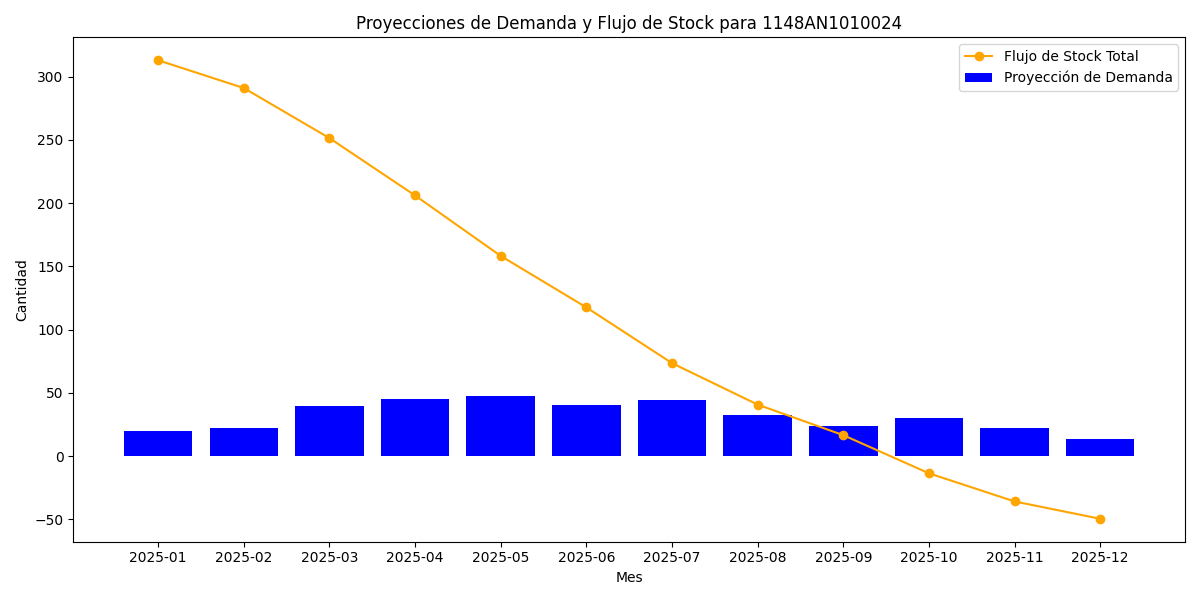 Proyecciones de Demanda y Flujo de Stock para 1148AN1010024
Flujo de Stock Total
Proyección de Demanda
Cantidad
300
250
200
150
100
50
0
−50
2025-01 2025-02 2025-03 2025-04 2025-05 2025-06 2025-07 2025-08 2025-09 2025-10 2025-11 2025-12
Mes